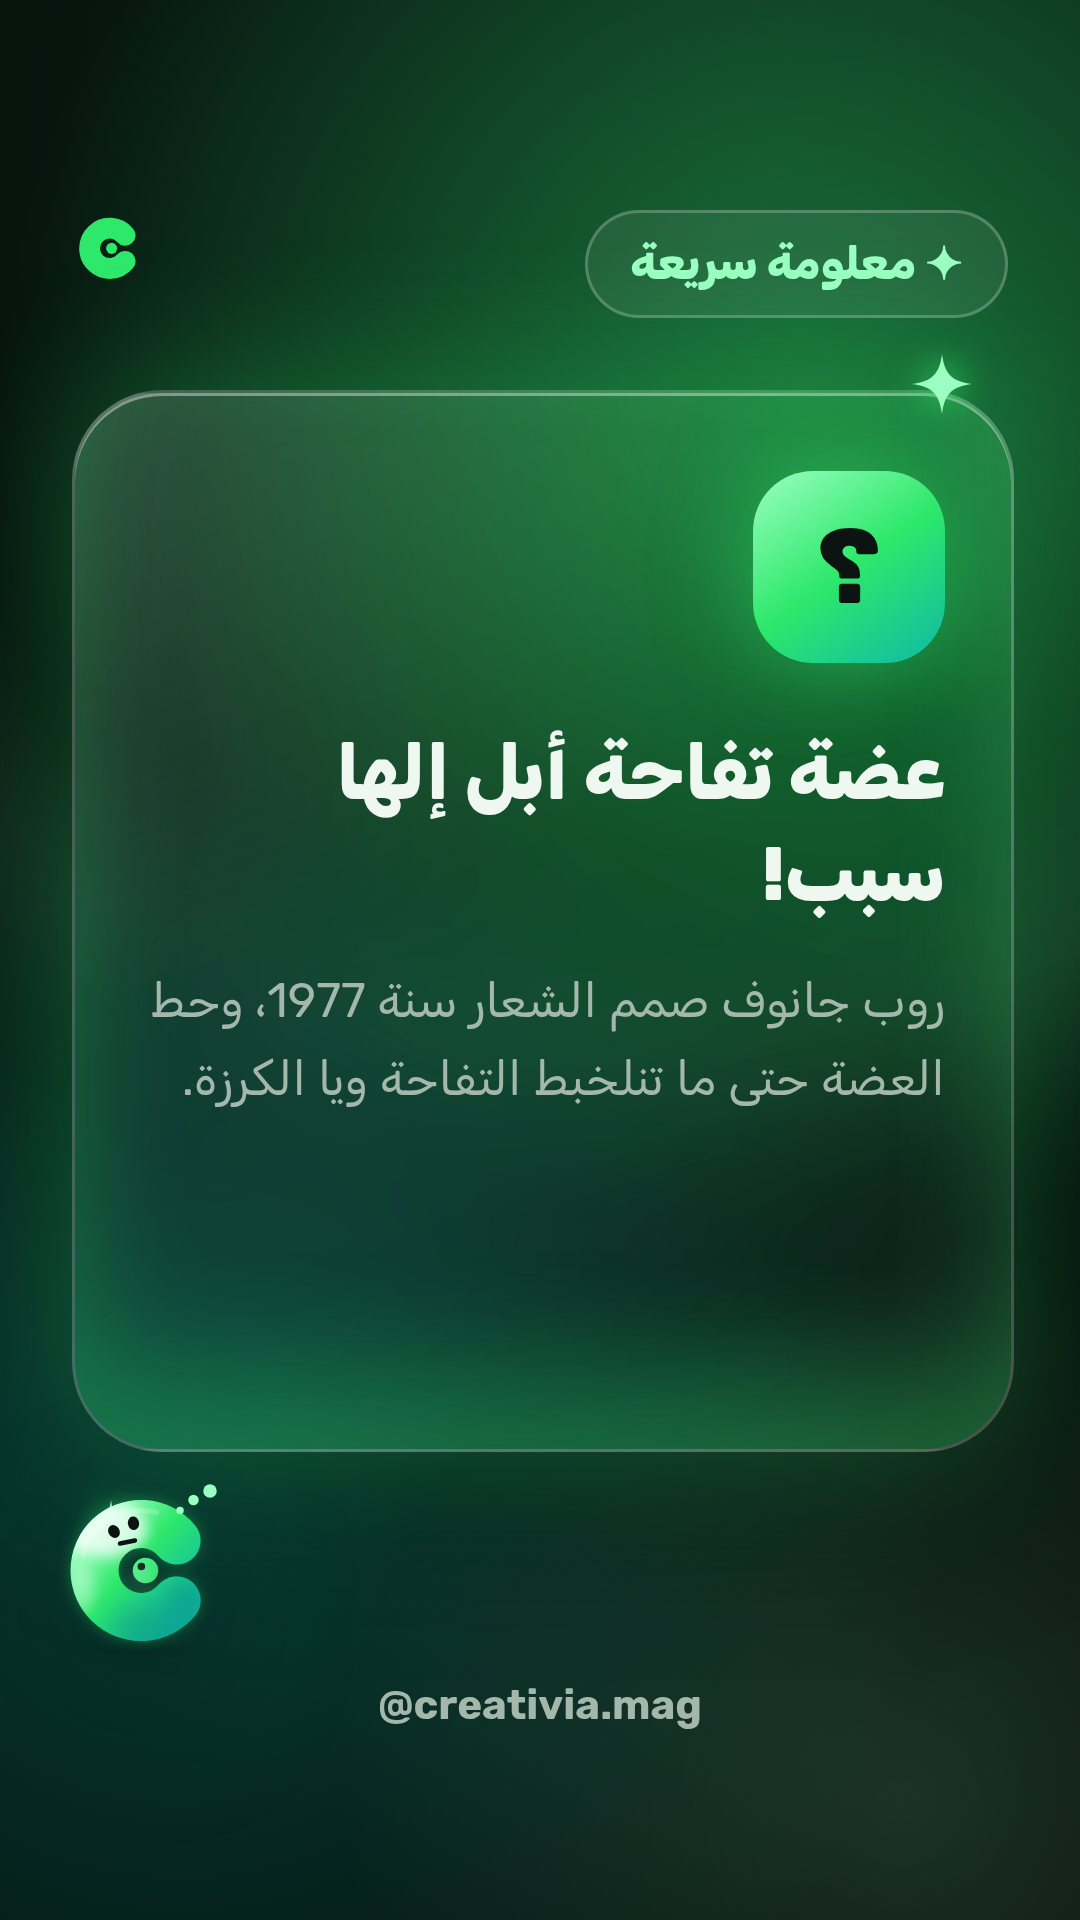 ✦ معلومة سريعة
؟
عضة تفاحة أبل إلها
سبب!
روب جانوف صمم الشعار سنة 1977، وحط
العضة حتى ما تنلخبط التفاحة ويا الكرزة.
@creativia.mag